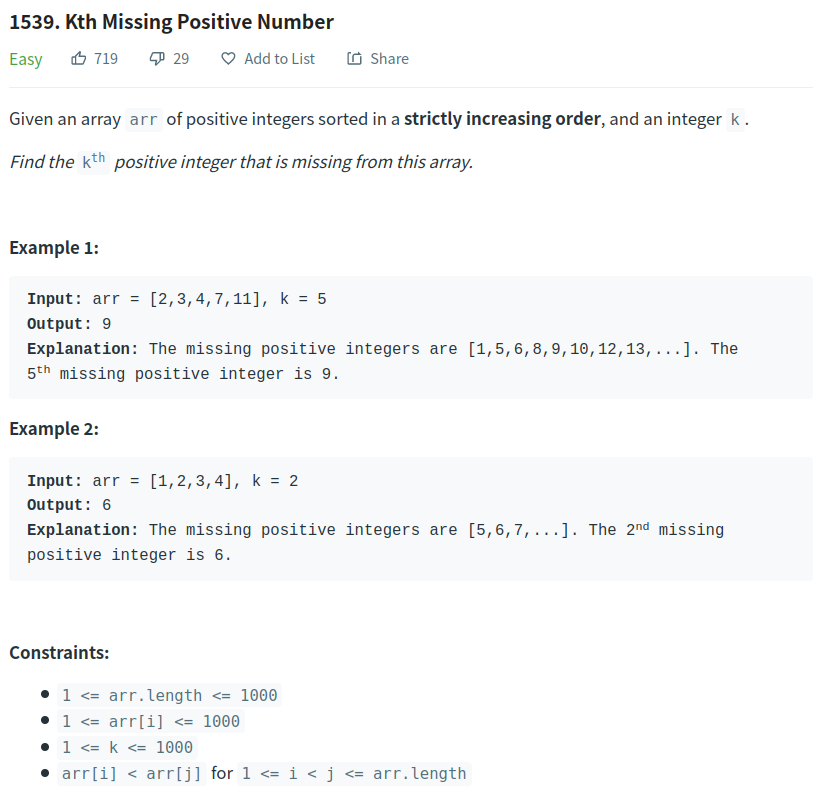 1539. Kth Missing Positive Number
Easy 719 29 Add to List Share
Given an array arr of positive integers sorted in a strictly increasing order, and an integer k.
Find the kth positive integer that is missing from this array.
Example 1:
Input: arr = [2,3,4,7,11], k = 5
Output: 9
Explanation: The missing positive integers are [1,5,6,8,9,10,12,13,...]. The
5th missing positive integer is 9.
Example 2:
Input: arr = [1,2,3,4], k = 2
Output: 6
Explanation: The missing positive integers are [5,6,7,...]. The 2nd missing
positive integer is 6.
Constraints:
• 1 <= arr.length <= 1000
• 1 <= arr[i] <= 1000
• 1 <= k <= 1000
• arr[i] < arr[j] for 1 <= i < j <= arr.length